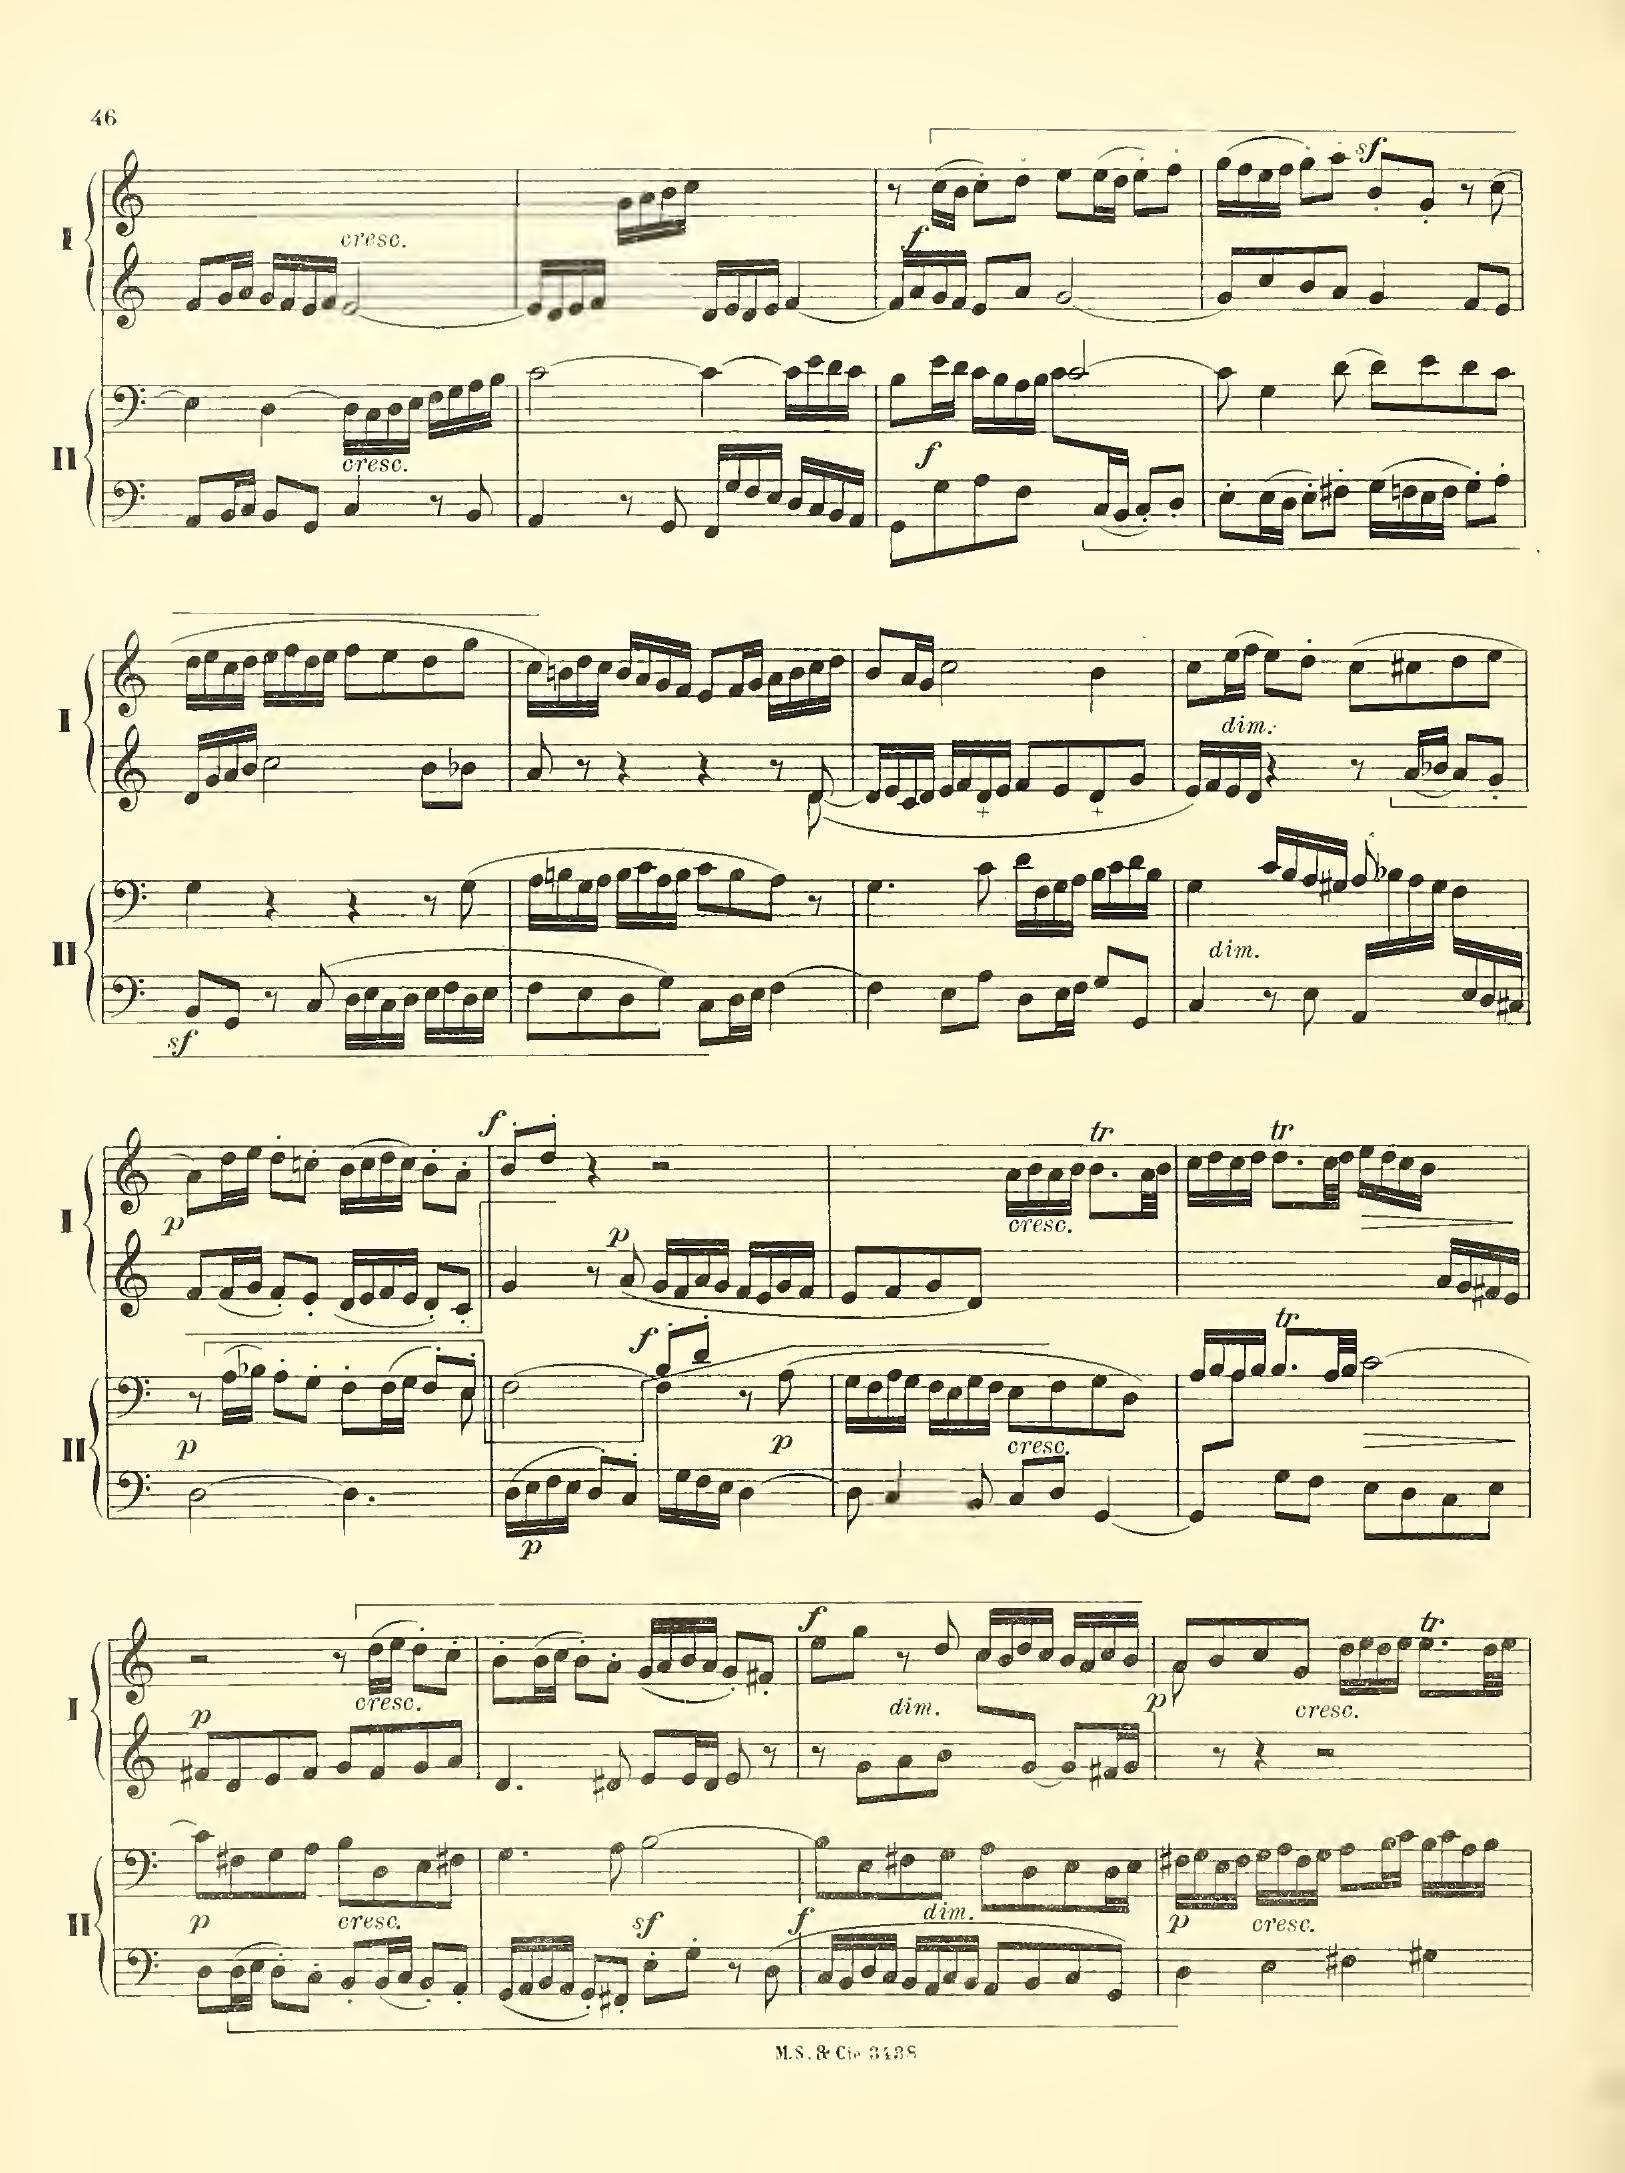 46
sf
I
cresc.
f
II
cresc.
f
I
dim.
II
dim.
sf
f
tr
tr
p
I
cresc.
p
f
tr
p
p
II
cresc.
p
f
tr
I
cresc.
dim.
p
cresc.
p
II
p
cresc.
sf
f
dim.
p
cresc.
M.S. & Cie 3438